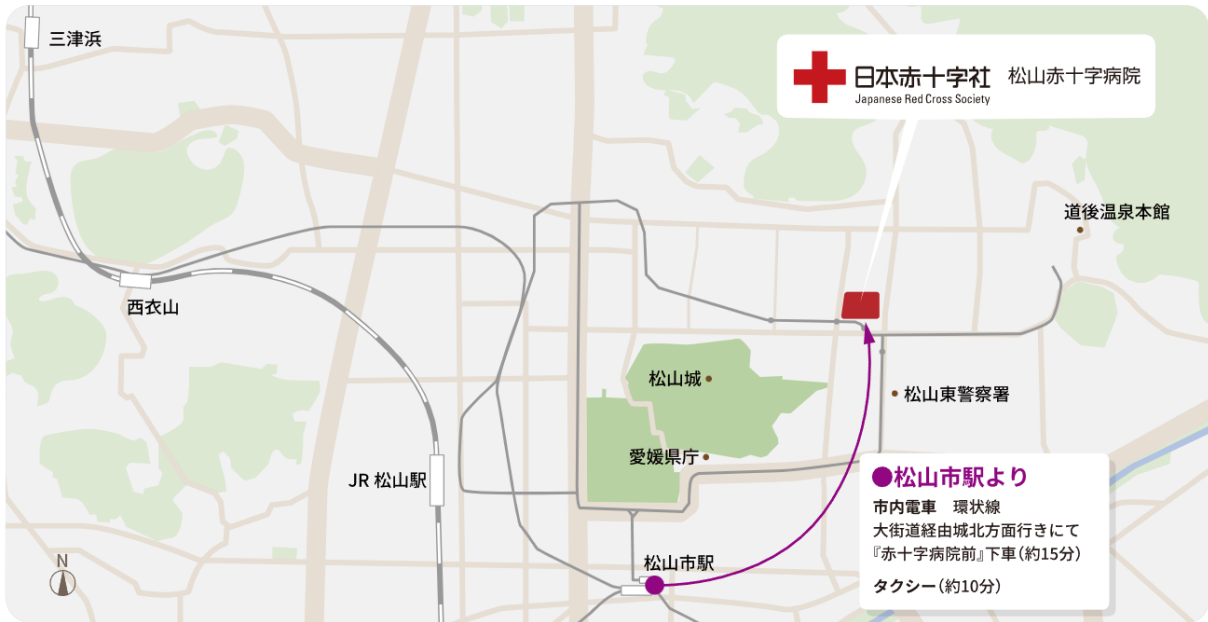 三津浜
日本赤十字社 松山赤十字病院
Japanese Red Cross Society
道後温泉本館
西衣山
松山城
松山東警察署
愛媛県庁
JR 松山駅
●松山市駅より
市内電車 環状線
大街道経由城北方面行きにて
『赤十字病院前』下車(約15分)
タクシー(約10分)
松山市駅
N